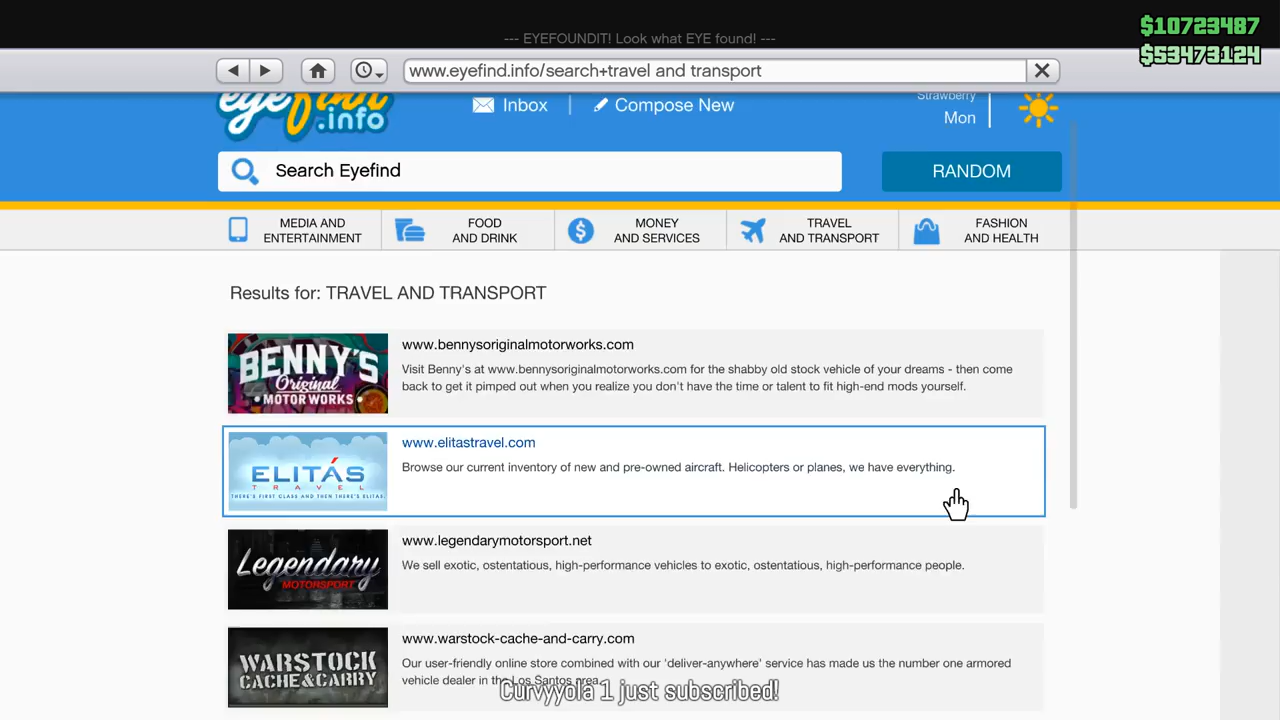 $10723487
--- EYEFOUNDIT! Look what EYE found! ---
$53473124
www.eyefind.info/search+travel and transport
eyefind
.info
Inbox
Compose New
Strawberry
Mon
Search Eyefind
RANDOM
MEDIA AND
ENTERTAINMENT
FOOD
AND DRINK
MONEY
AND SERVICES
TRAVEL
AND TRANSPORT
FASHION
AND HEALTH
Results for: TRAVEL AND TRANSPORT
BENNY'S
Original
•MOTOR WORKS•
www.bennysoriginalmotorworks.com
Visit Benny's at www.bennysoriginalmotorworks.com for the shabby old stock vehicle of your dreams - then come
back to get it pimped out when you realize you don't have the time or talent to fit high-end mods yourself.
ELITÁS
TRAVEL
THERE'S FIRST CLASS AND THEN THERE'S ELITAS
www.elitastravel.com
Browse our current inventory of new and pre-owned aircraft. Helicopters or planes, we have everything.
Legendary
MOTORSPORT
www.legendarymotorsport.net
We sell exotic, ostentatious, high-performance vehicles to exotic, ostentatious, high-performance people.
WARSTOCK
CACHE&CARRY
www.warstock-cache-and-carry.com
Our user-friendly online store combined with our 'deliver-anywhere' service has made us the number one armored
vehicle dealer in the Los Santos area.
Curvyyola 1 just subscribed!